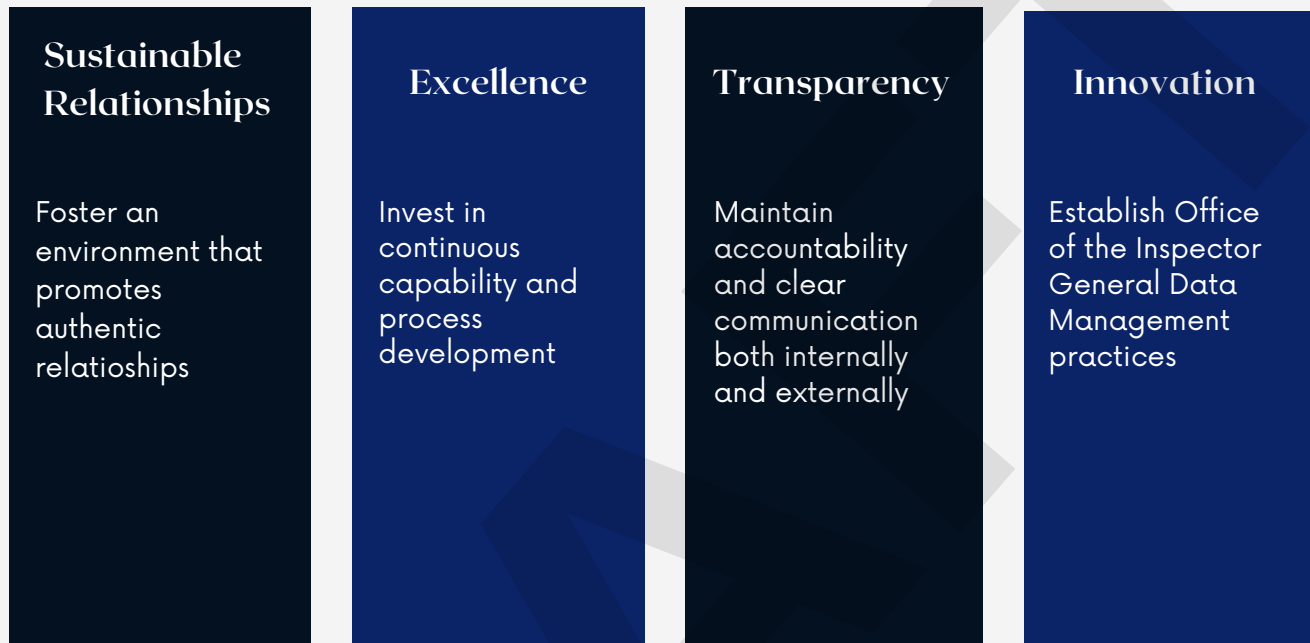 Sustainable
Relationships
Foster an
environment that
promotes
authentic
relatioships
Excellence
Invest in
continuous
capability and
process
development
Transparency
Maintain
accountability
and clear
communication
both internally
and externally
Innovation
Establish Office
of the Inspector
General Data
Management
practices